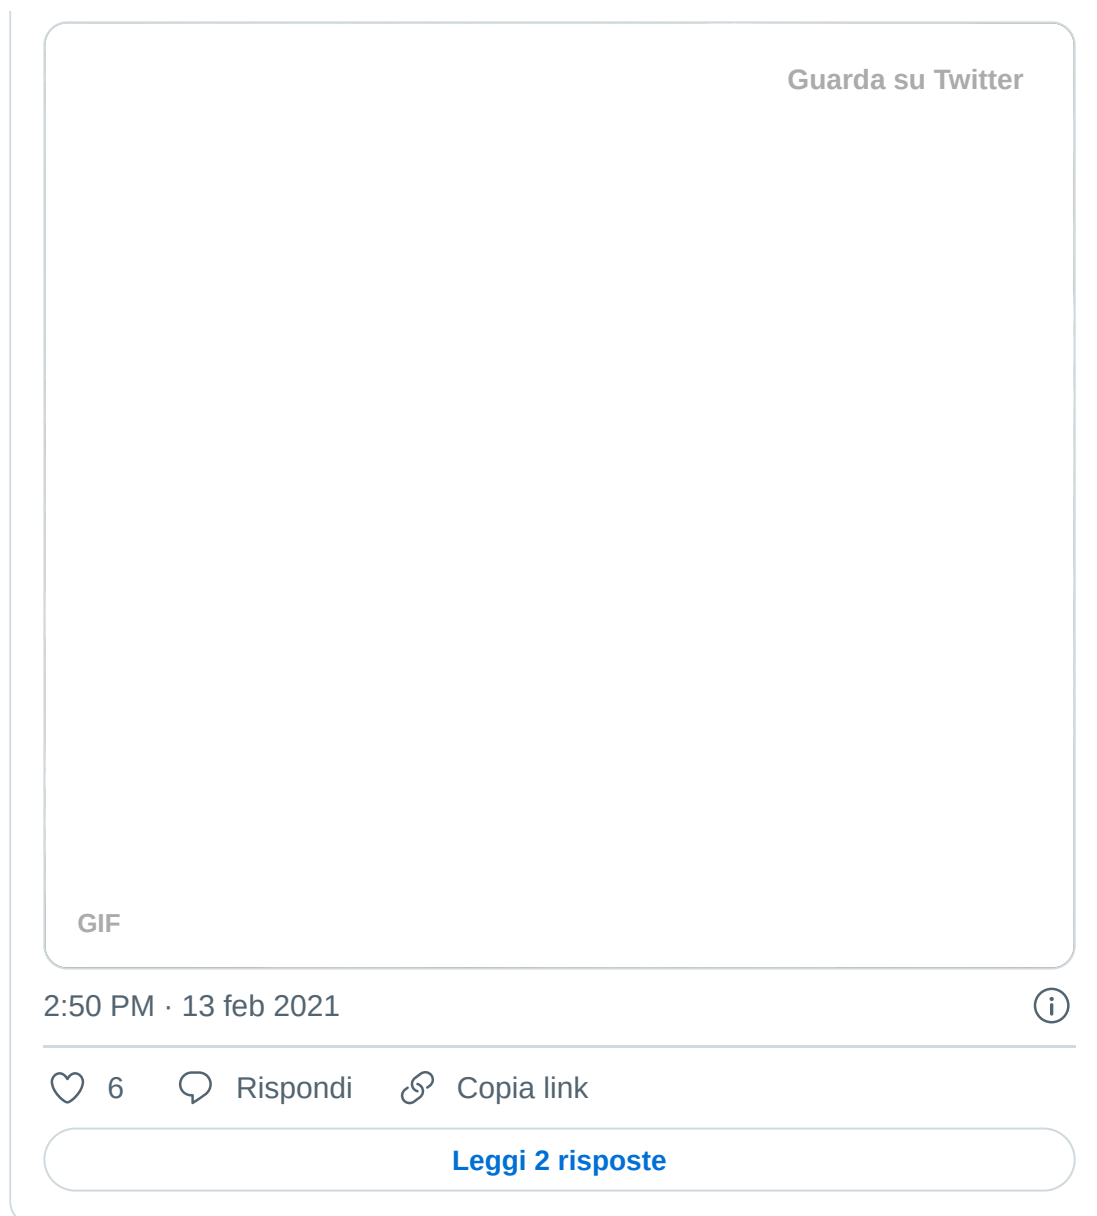 Guarda su Twitter
GIF
2:50 PM · 13 feb 2021
6 Rispondi Copia link
Leggi 2 risposte